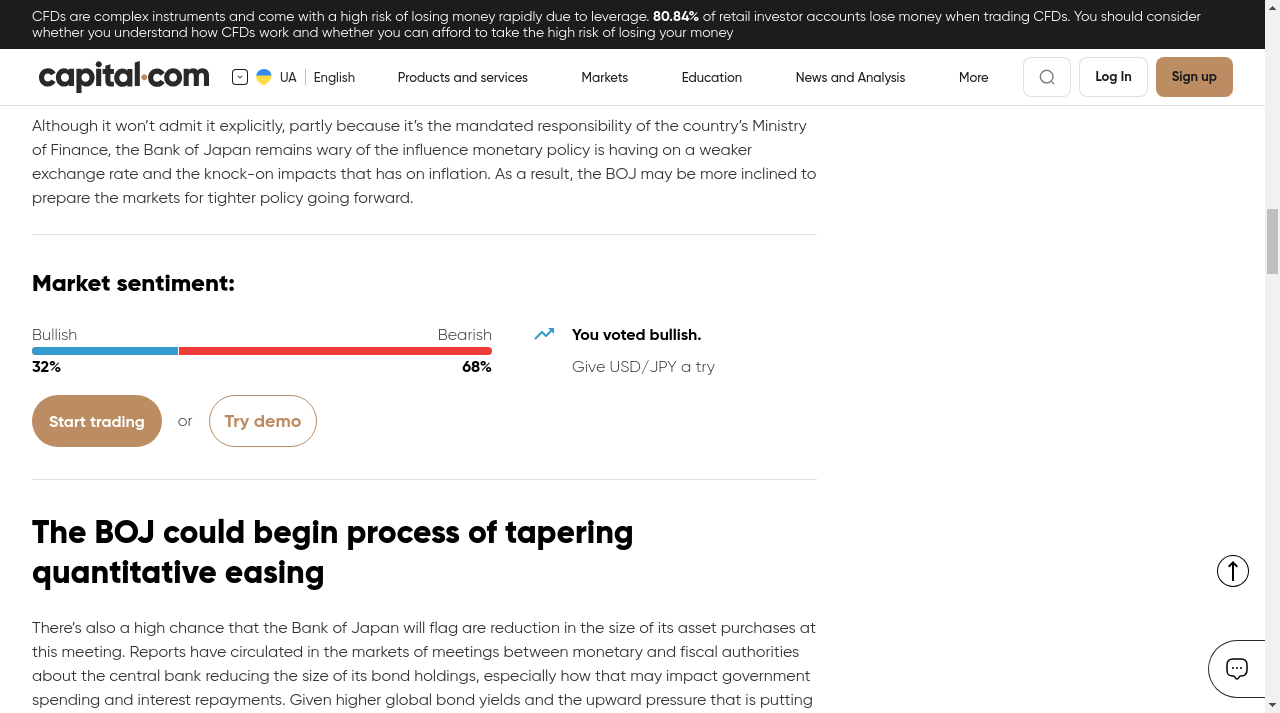 CFDs are complex instruments and come with a high risk of losing money rapidly due to leverage. 80.84% of retail investor accounts lose money when trading CFDs. You should consider
whether you understand how CFDs work and whether you can afford to take the high risk of losing your money
capital.com
UA
English
Products and services
Markets
Education
News and Analysis
More
Log In
Sign up
Although it won’t admit it explicitly, partly because it’s the mandated responsibility of the country’s Ministry
of Finance, the Bank of Japan remains wary of the influence monetary policy is having on a weaker
exchange rate and the knock-on impacts that has on inflation. As a result, the BOJ may be more inclined to
prepare the markets for tighter policy going forward.
Market sentiment:
Bullish
Bearish
32%
68%
You voted bullish.
Give USD/JPY a try
Start trading
or
Try demo
The BOJ could begin process of tapering
quantitative easing
There’s also a high chance that the Bank of Japan will flag are reduction in the size of its asset purchases at
this meeting. Reports have circulated in the markets of meetings between monetary and fiscal authorities
about the central bank reducing the size of its bond holdings, especially how that may impact government
spending and interest repayments. Given higher global bond yields and the upward pressure that is putting